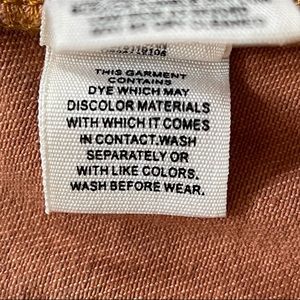 THIS GARMENT
CONTAINS
DYE WHICH MAY
DISCOLOR MATERIALS
WITH WHICH IT COMES
IN CONTACT.WASH
SEPARATELY OR
WITH LIKE COLORS.
WASH BEFORE WEAR.